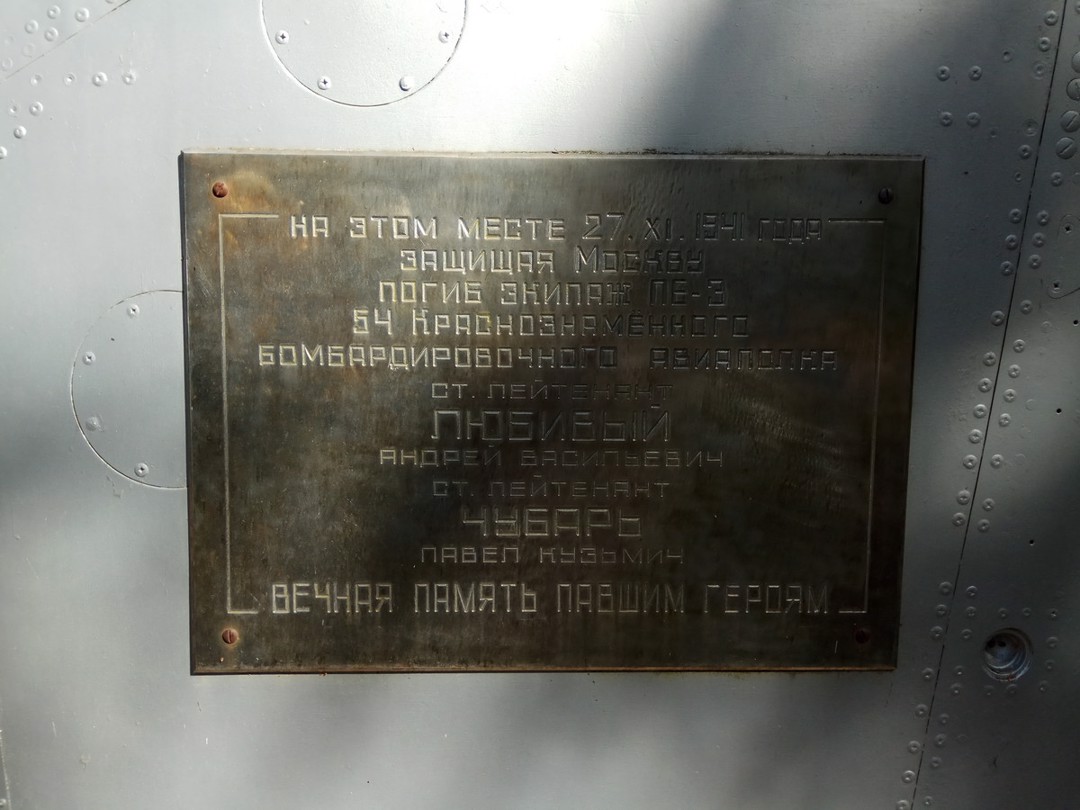 НА ЭТОМ МЕСТЕ 27.XI.1941 ГОДА
ЗАЩИЩАЯ МОСКВУ
ПОГИБ ЭКИПАЖ ПЕ-3
54 КРАСНОЗНАМЁННОГО
БОМБАРДИРОВОЧНОГО АВИАПОЛКА
СТ. ЛЕЙТЕНАНТ
ЛЮБИВЫЙ
АНДРЕЙ ВАСИЛЬЕВИЧ
СТ. ЛЕЙТЕНАНТ
ЧУБАРЬ
ПАВЕЛ КУЗЬМИЧ
ВЕЧНАЯ ПАМЯТЬ ПАВШИМ ГЕРОЯМ